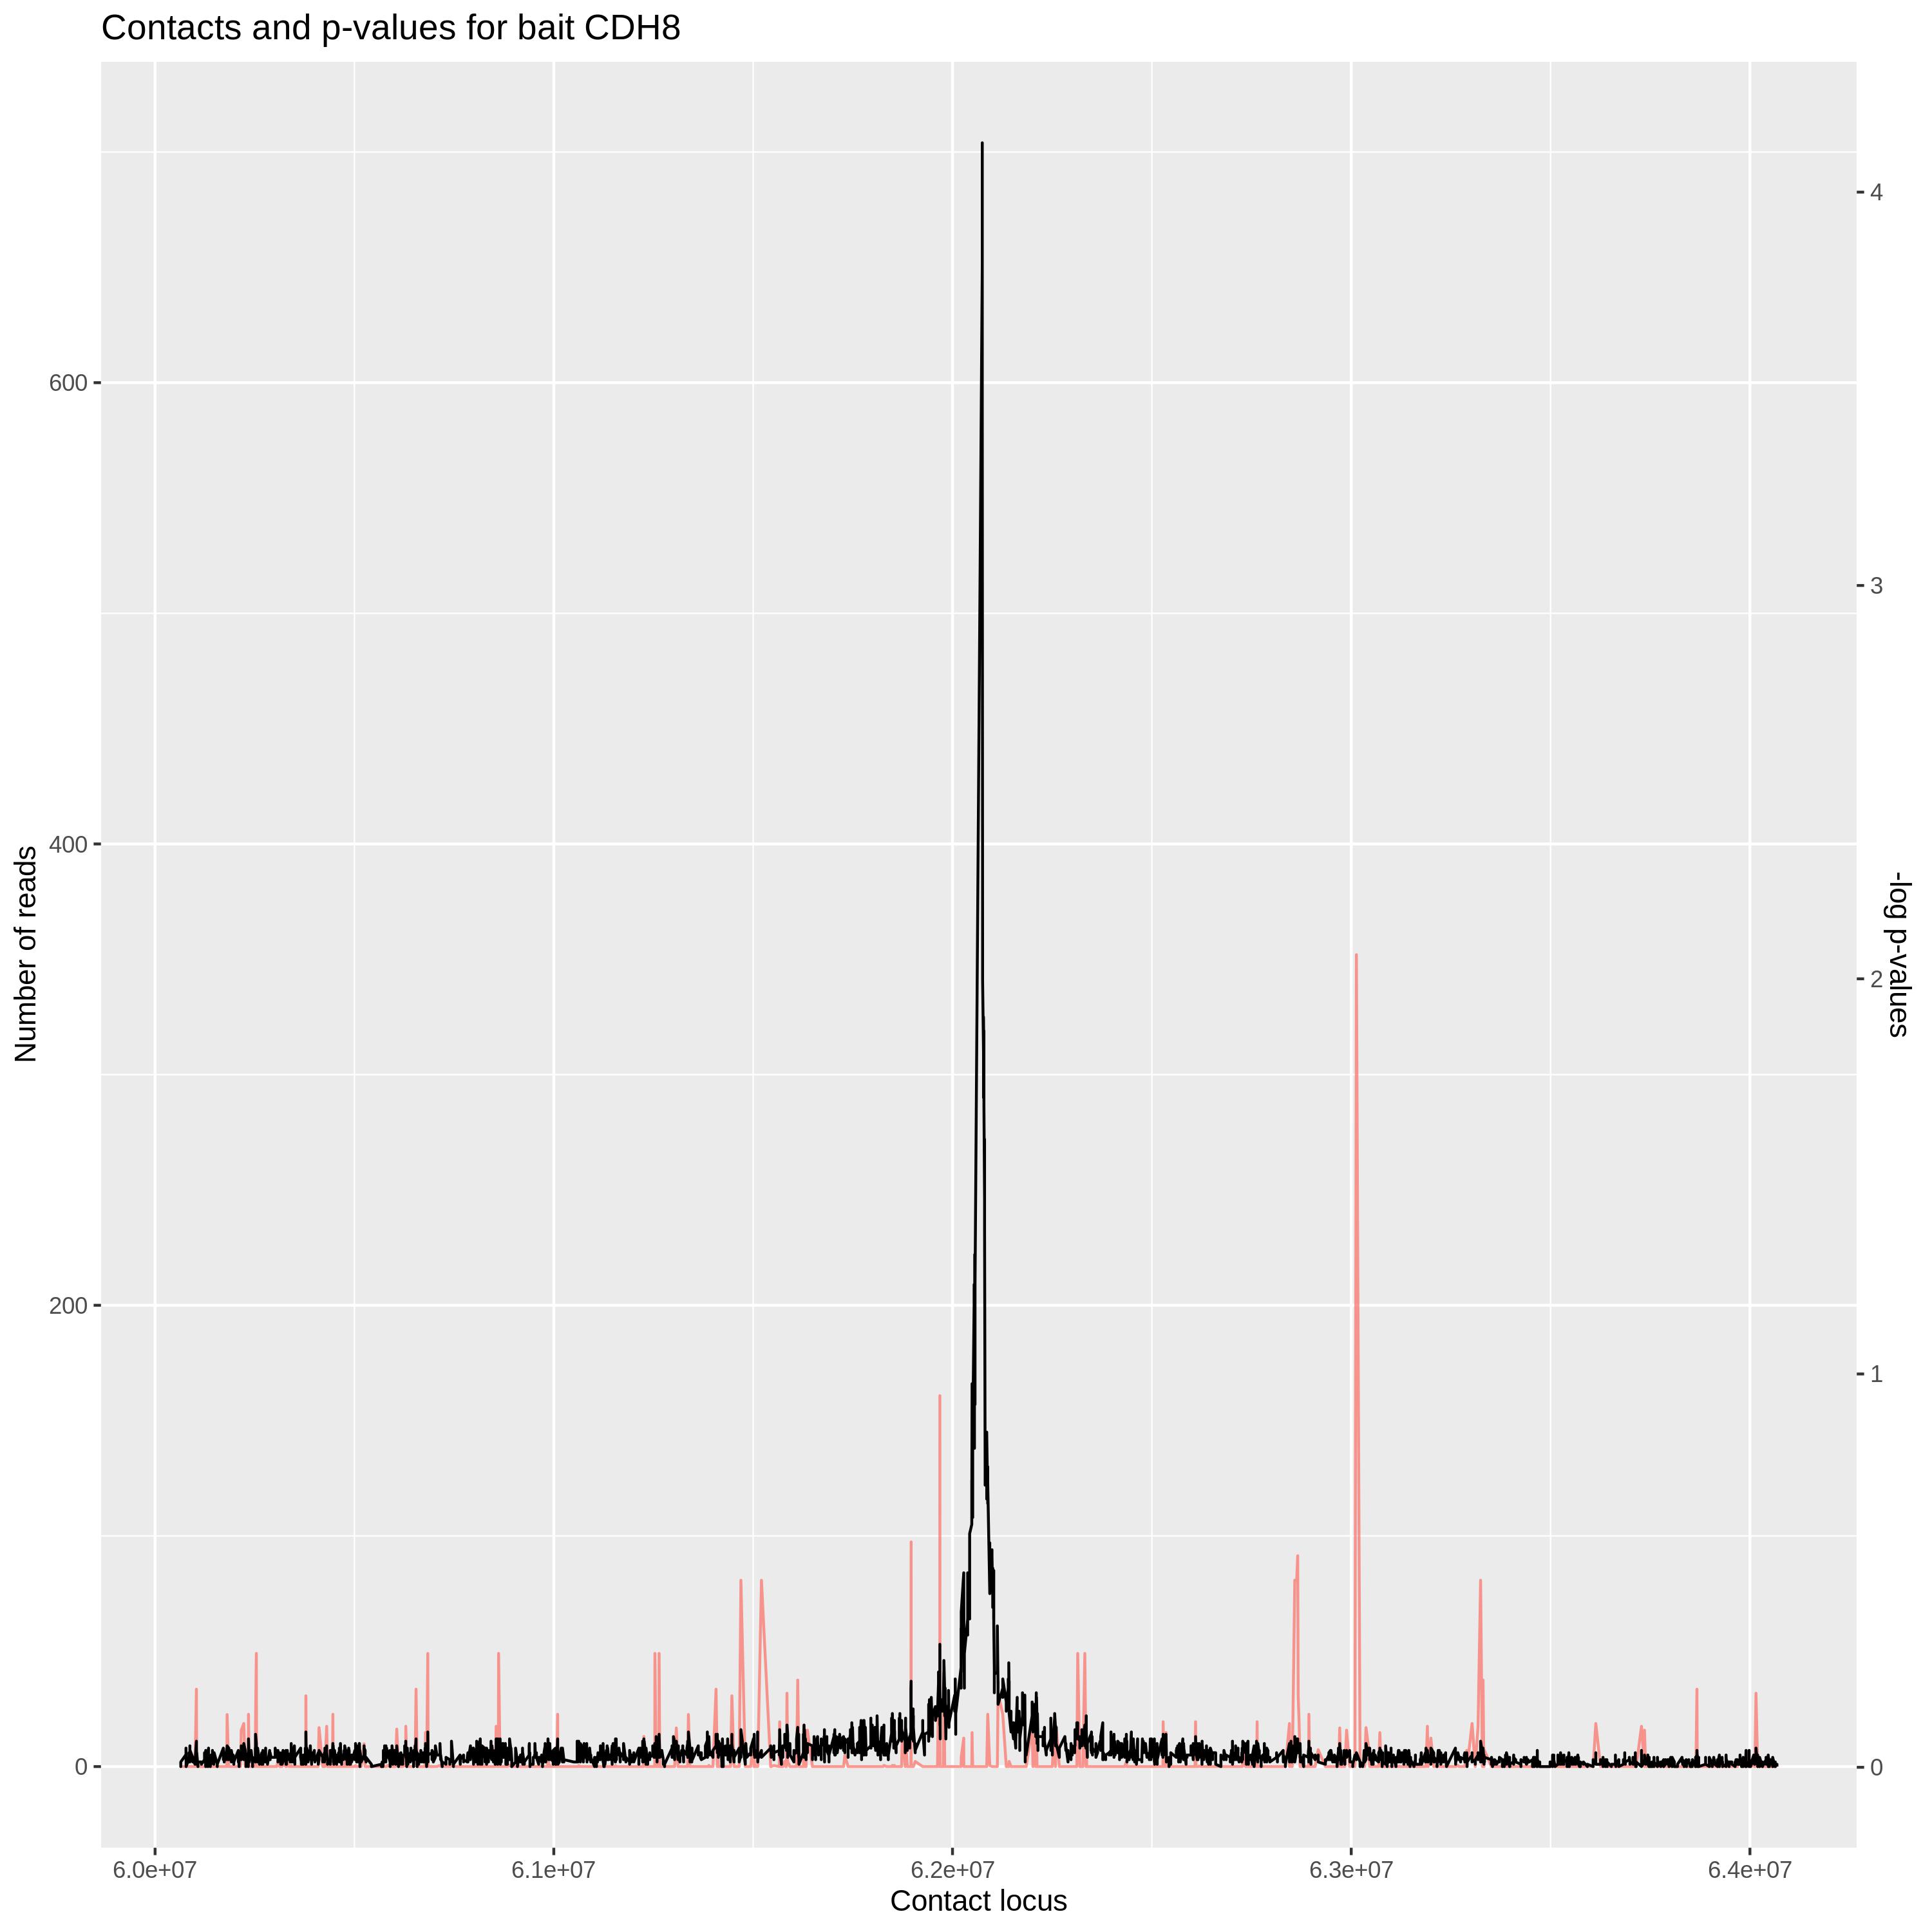 Contacts and p-values for bait CDH8
Number of reads
600
400
200
0
-log p-values
4
3
2
1
0
6.0e+07
6.1e+07
6.2e+07
6.3e+07
6.4e+07
Contact locus